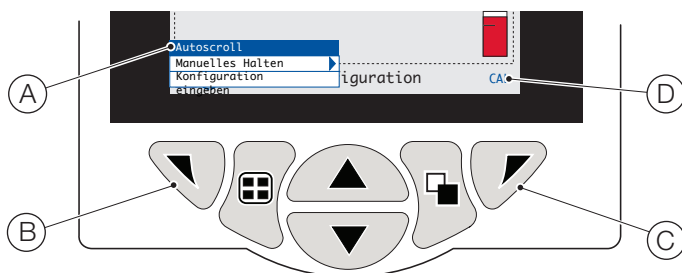 Autoscroll
Manuelles Halten
Konfiguration
eingeben
iguration
CA
A
D
B
C